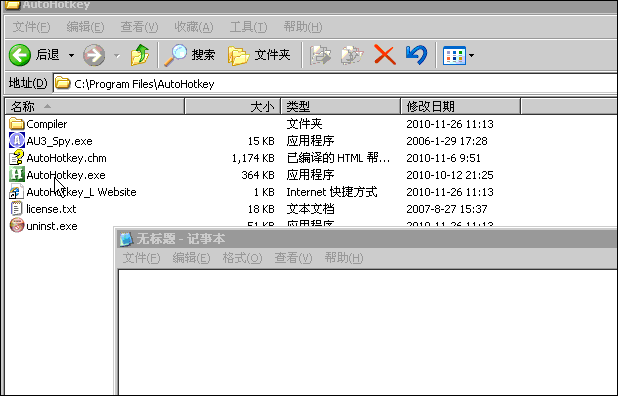 AutoHotkey
文件(F) 编辑(E) 查看(V) 收藏(A) 工具(T) 帮助(H)
后退 搜索 文件夹
地址(D) C:\Program Files\AutoHotkey
名称 大小 类型 修改日期
Compiler 文件夹 2010-11-26 11:13
AU3_Spy.exe 15 KB 应用程序 2006-1-29 17:28
AutoHotkey.chm 1,174 KB 已编译的 HTML 帮... 2010-11-6 9:51
AutoHotkey.exe 364 KB 应用程序 2010-10-12 21:25
AutoHotkey_L Website 1 KB Internet 快捷方式 2010-11-26 11:13
license.txt 18 KB 文本文档 2007-8-27 15:37
uninst.exe 51 KB 应用程序 2010-11-26 11:13
无标题 - 记事本
文件(F) 编辑(E) 格式(O) 查看(V) 帮助(H)